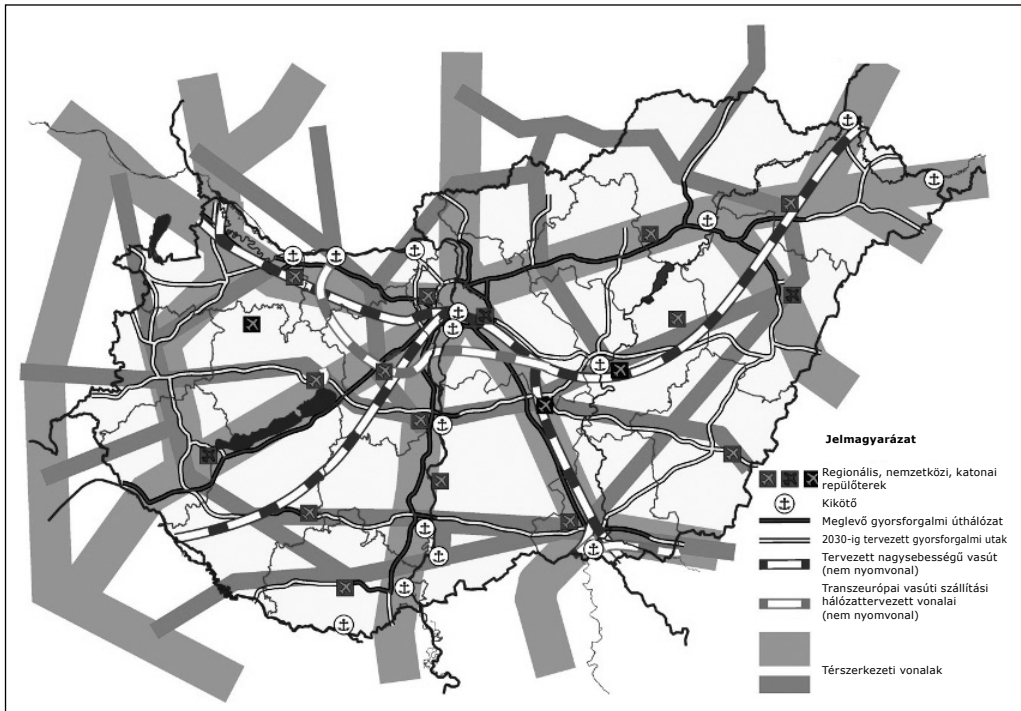 Jelmagyarázat
Regionális, nemzetközi, katonai
repülőterek
Kikötő
Meglevő gyorsforgalmi úthálózat
2030-ig tervezett gyorsforgalmi utak
Tervezett nagysebességű vasút
(nem nyomvonal)
Transzeurópai vasúti szállítási
hálózattervezett vonalai
(nem nyomvonal)
Térszerkezeti vonalak